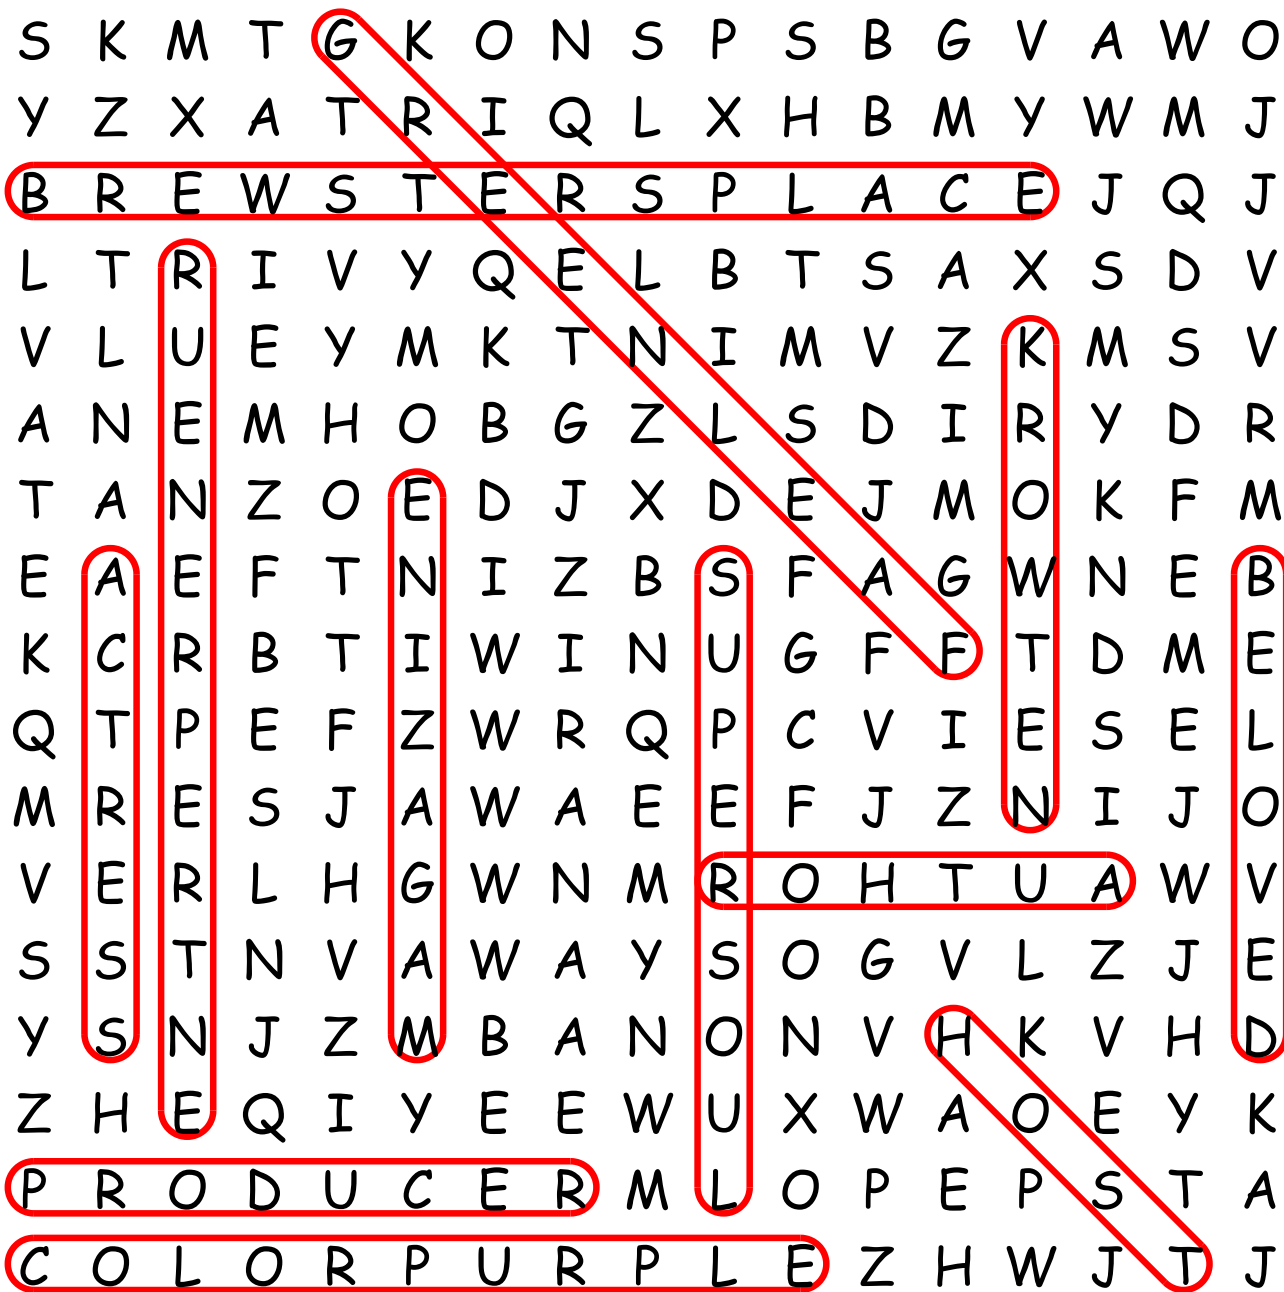 S K M T G K O N S P S B G V A W O
Y Z X A T R I Q L X H B M Y W M J
B R E W S T E R S P L A C E J Q J
L T R I V Y Q E L B T S A X S D V
V L U E Y M K T N I M V Z K M S V
A N E M H O B G Z L S D I R Y D R
T A N Z O E D J X D E J M O K F M
E A E F T N I Z B S F A G W N E B
K C R B T I W I N U G F F T D M E
Q T P E F Z W R Q P C V I E S E L
M R E S J A W A E E F J Z N I J O
V E R L H G W N M R O H T U A W V
S S T N V A W A Y S O G V L Z J E
Y S N J Z M B A N O N V H K V H D
Z H E Q I Y E E W U X W A O E Y K
P R O D U C E R M L O P E P S T A
C O L O R P U R P L E Z H W J T J